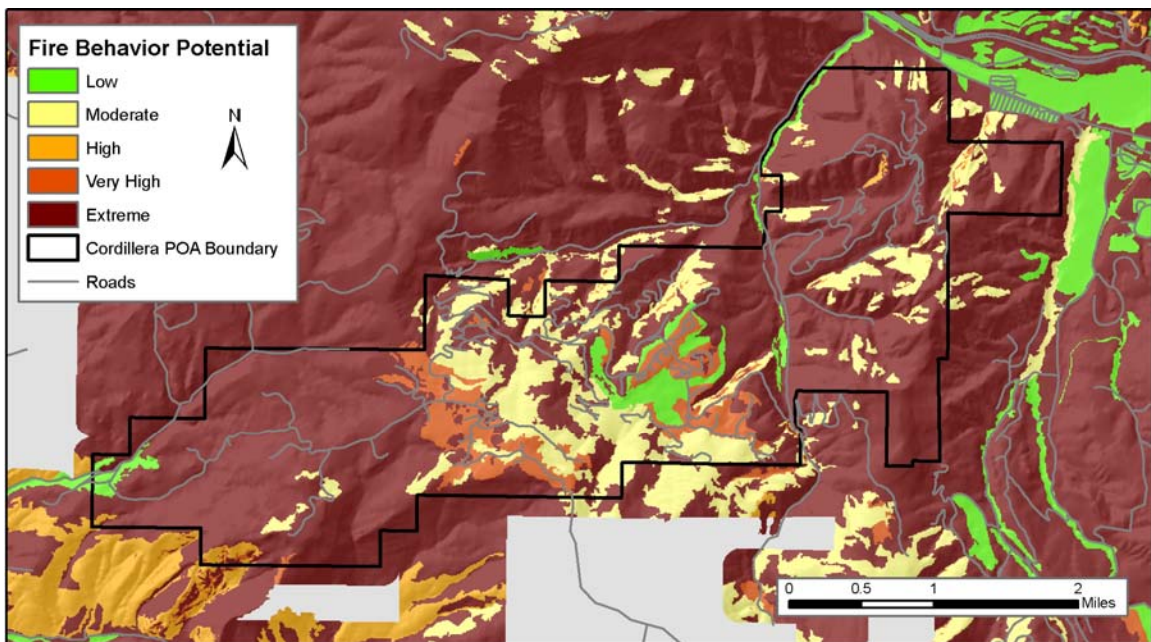 Fire Behavior Potential
Low
N
Moderate
High
Very High
Extreme
Cordillera POA Boundary
Roads
0 0.5 1 2
Miles